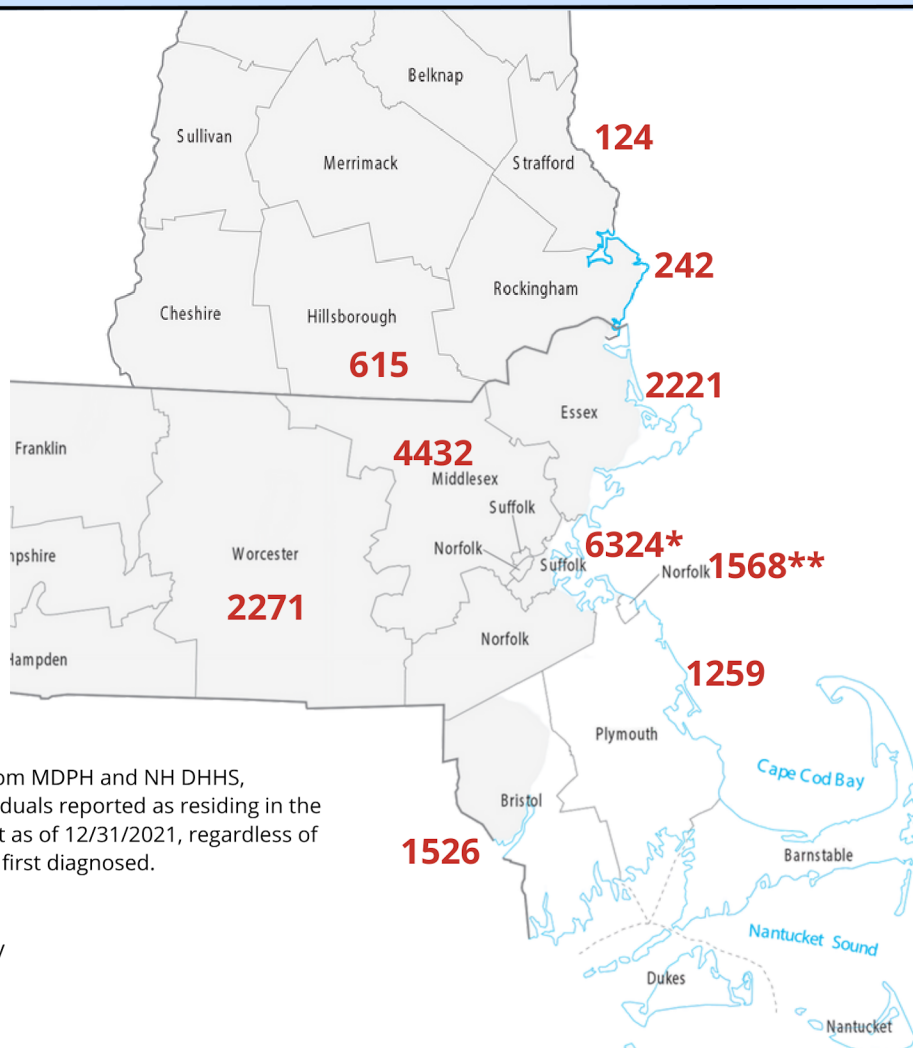 Belknap
124
Sullivan
Merrimack
Strafford
242
Rockingham
Cheshire
Hillsborough
615
2221
Essex
Franklin
4432
Middlesex
Suffolk
6324*
Norfolk
mpshire
Worcester
Suffolk
Norfolk
1568**
2271
Norfolk
Hampden
1259
Plymouth
om MDPH and NH DHHS,
Cape Cod Bay
iduals reported as residing in the
Bristol
t as of 12/31/2021, regardless of
1526
Barnstable
first diagnosed.
Nantucket Sound
y
Dukes
Nantucket